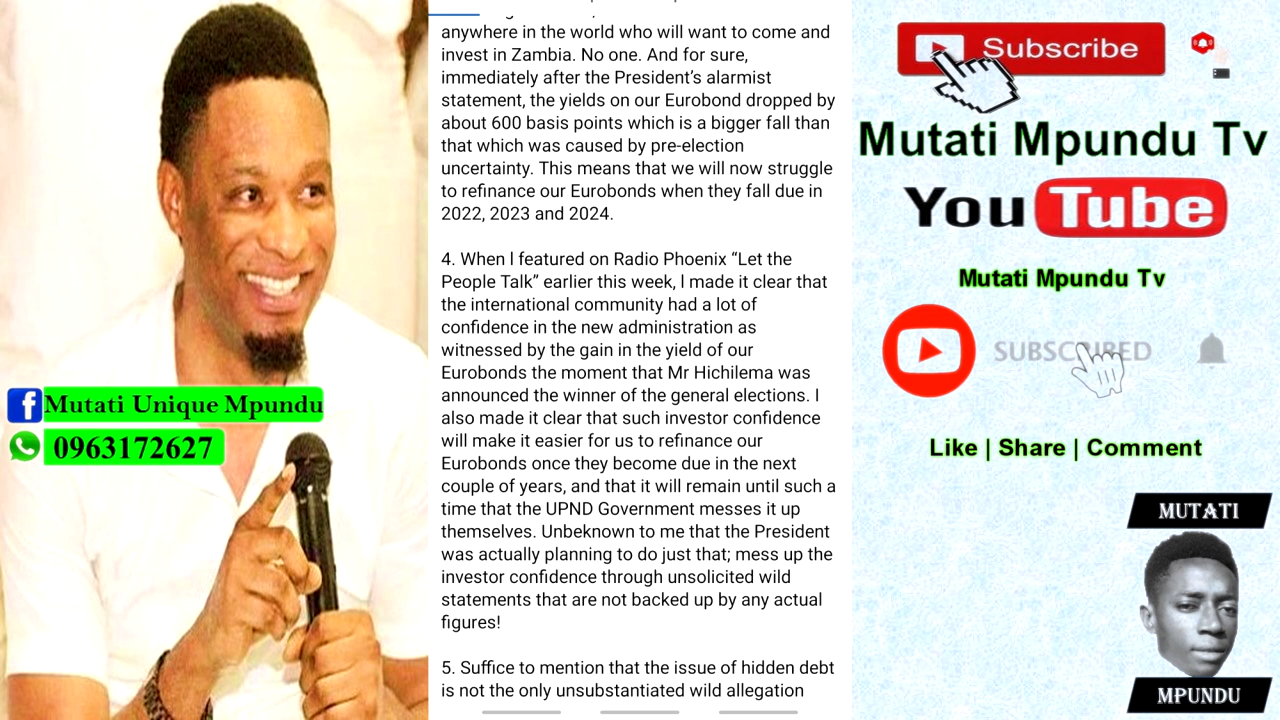 Mutati Unique Mpundu
0963172627
anywhere in the world who will want to come and
invest in Zambia. No one. And for sure,
immediately after the President’s alarmist
statement, the yields on our Eurobond dropped by
about 600 basis points which is a bigger fall than
that which was caused by pre-election
uncertainty. This means that we will now struggle
to refinance our Eurobonds when they fall due in
2022, 2023 and 2024.
4. When I featured on Radio Phoenix “Let the
People Talk” earlier this week, I made it clear that
the international community had a lot of
confidence in the new administration as
witnessed by the gain in the yield of our
Eurobonds the moment that Mr Hichilema was
announced the winner of the general elections. I
also made it clear that such investor confidence
will make it easier for us to refinance our
Eurobonds once they become due in the next
couple of years, and that it will remain until such a
time that the UPND Government messes it up
themselves. Unbeknown to me that the President
was actually planning to do just that; mess up the
investor confidence through unsolicited wild
statements that are not backed up by any actual
figures!
5. Suffice to mention that the issue of hidden debt
is not the only unsubstantiated wild allegation
Subscribe
Mutati Mpundu Tv
YouTube
Mutati Mpundu Tv
SUBSCRIBED
Like | Share | Comment
MUTATI
MPUNDU